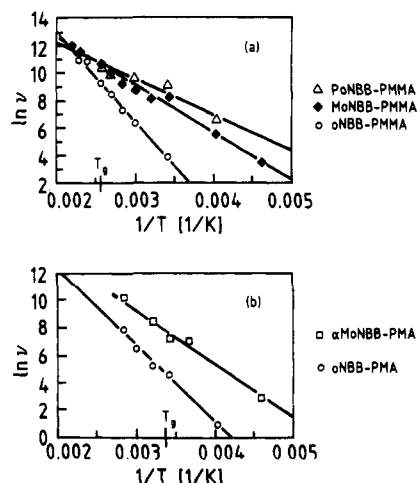 14
12
10
8
6
4
2
ln ν
(a)
△ PoNBB-PMMA
◆ MoNBB-PMMA
○ oNBB-PMMA
Tg
0.002 0.003 0.004 0.005
1/T [1/K]
12
10
8
6
4
2
0
ln ν
(b)
□ αMoNBB-PMA
○ oNBB-PMA
Tg
0.002 0.003 0.004 0.005
1/T [1/K]